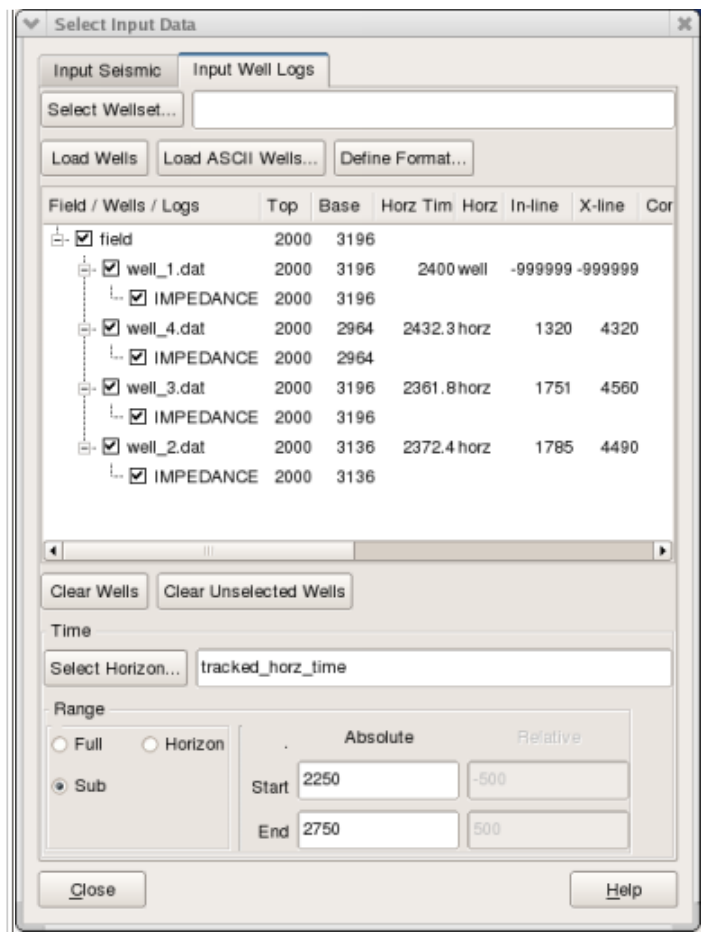 Select Input Data
Input Seismic Input Well Logs
Select Wellset...
Load Wells Load ASCII Wells... Define Format...
Field / Wells / Logs Top Base Horz Tim Horz In-line X-line Cor
field 2000 3196
well_1.dat 2000 3196 2400 well -999999 -999999
IMPEDANCE 2000 3196
well_4.dat 2000 2964 2432.3 horz 1320 4320
IMPEDANCE 2000 2964
well_3.dat 2000 3196 2361.8 horz 1751 4560
IMPEDANCE 2000 3196
well_2.dat 2000 3136 2372.4 horz 1785 4490
IMPEDANCE 2000 3136
Clear Wells Clear Unselected Wells
Time
Select Horizon... tracked_horz_time
Range
Full Horizon . Absolute Relative
Sub Start 2250 -500
End 2750 500
Close Help